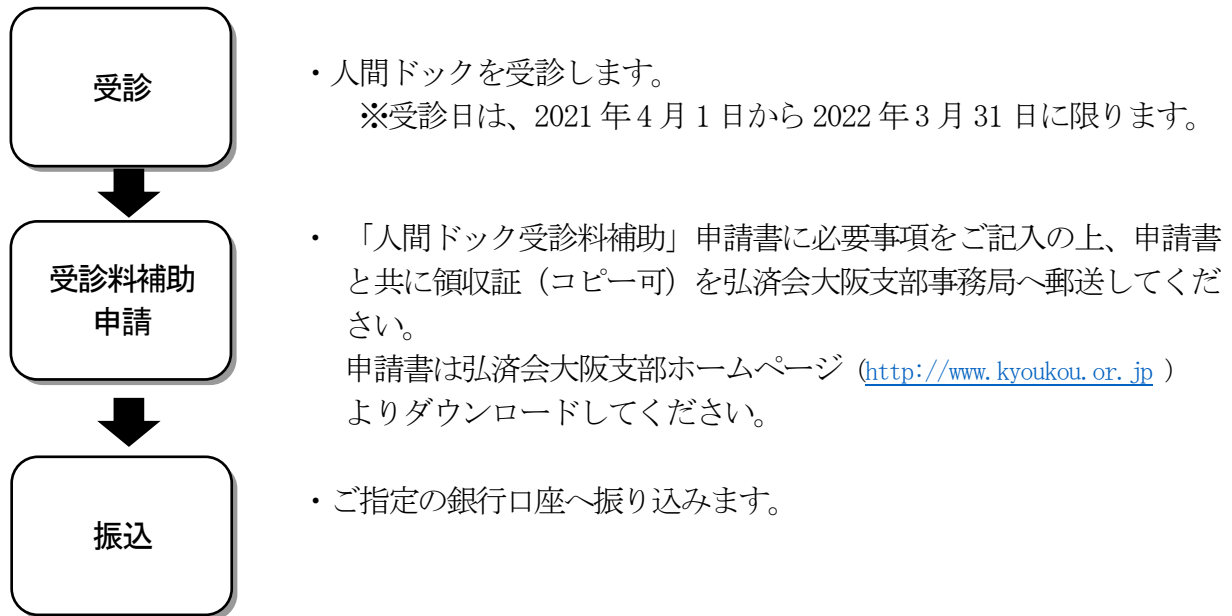 受診
・人間ドックを受診します。
※受診日は、2021年4月1日から2022年3月31日に限ります。
受診料補助
申請
・「人間ドック受診料補助」申請書に必要事項をご記入の上、申請書
と共に領収証（コピー可）を弘済会大阪支部事務局へ郵送してくだ
さい。
申請書は弘済会大阪支部ホームページ（http://www.kyoukou.or.jp ）
よりダウンロードしてください。
振込
・ご指定の銀行口座へ振り込みます。